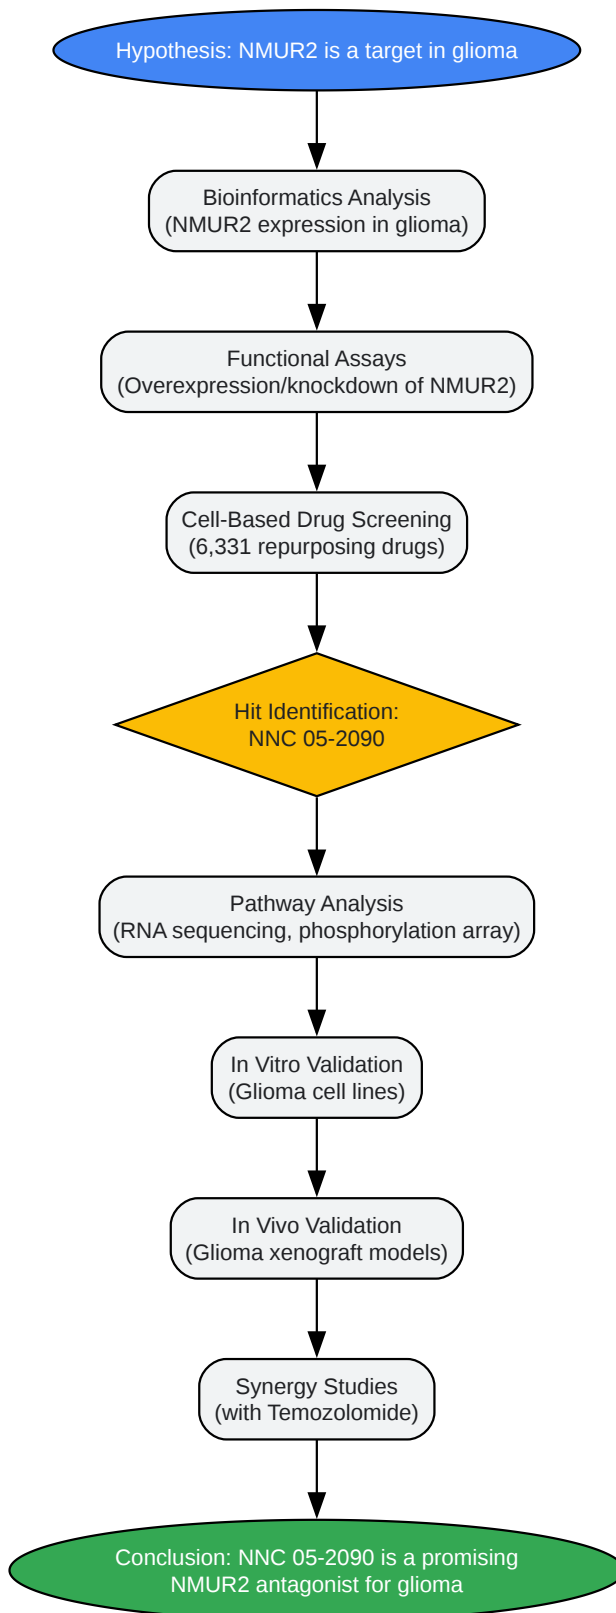 Hypothesis: NMUR2 is a target in glioma
Bioinformatics Analysis
(NMUR2 expression in glioma)
Functional Assays
(Overexpression/knockdown of NMUR2)
Cell-Based Drug Screening
(6,331 repurposing drugs)
Hit Identification:
NNC 05-2090
Pathway Analysis
(RNA sequencing, phosphorylation array)
In Vitro Validation
(Glioma cell lines)
In Vivo Validation
(Glioma xenograft models)
Synergy Studies
(with Temozolomide)
Conclusion: NNC 05-2090 is a promising
NMUR2 antagonist for glioma